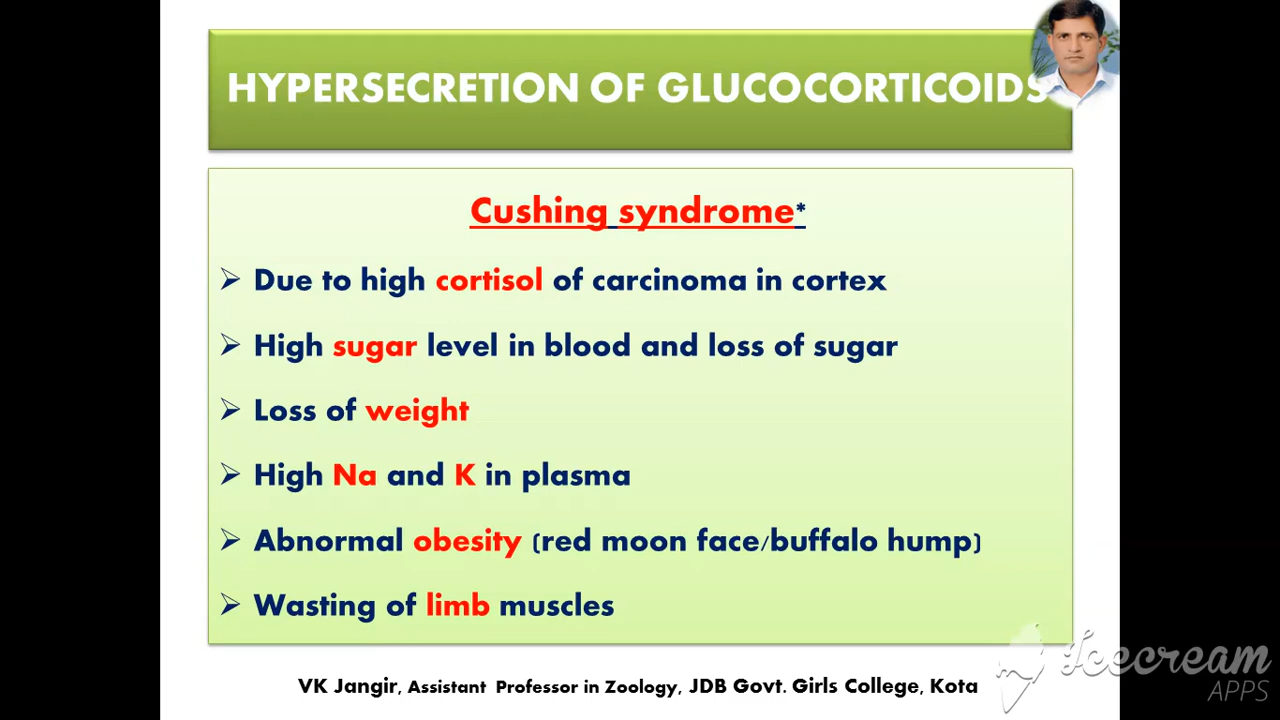 HYPERSECRETION OF GLUCOCORTICOIDS
Cushing syndrome*
➢ Due to high cortisol of carcinoma in cortex
➢ High sugar level in blood and loss of sugar
➢ Loss of weight
➢ High Na and K in plasma
➢ Abnormal obesity (red moon face/buffalo hump)
➢ Wasting of limb muscles
VK Jangir, Assistant Professor in Zoology, JDB Govt. Girls College, Kota
Icecream
APPS